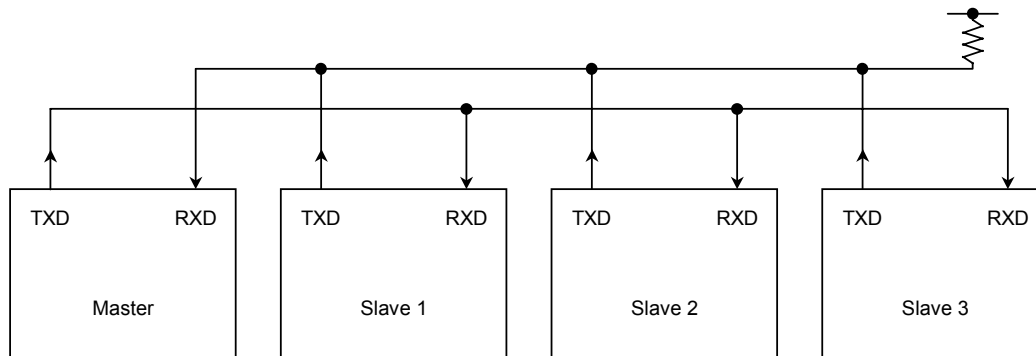 TXD RXD TXD RXD TXD RXD TXD RXD
Master Slave 1 Slave 2 Slave 3